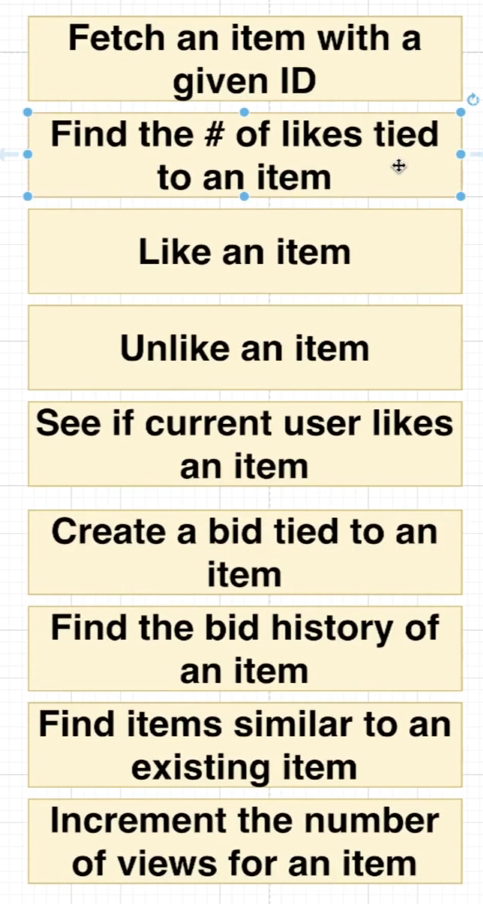 Fetch an item with a
given ID
Find the # of likes tied
to an item
Like an item
Unlike an item
See if current user likes
an item
Create a bid tied to an
item
Find the bid history of
an item
Find items similar to an
existing item
Increment the number
of views for an item